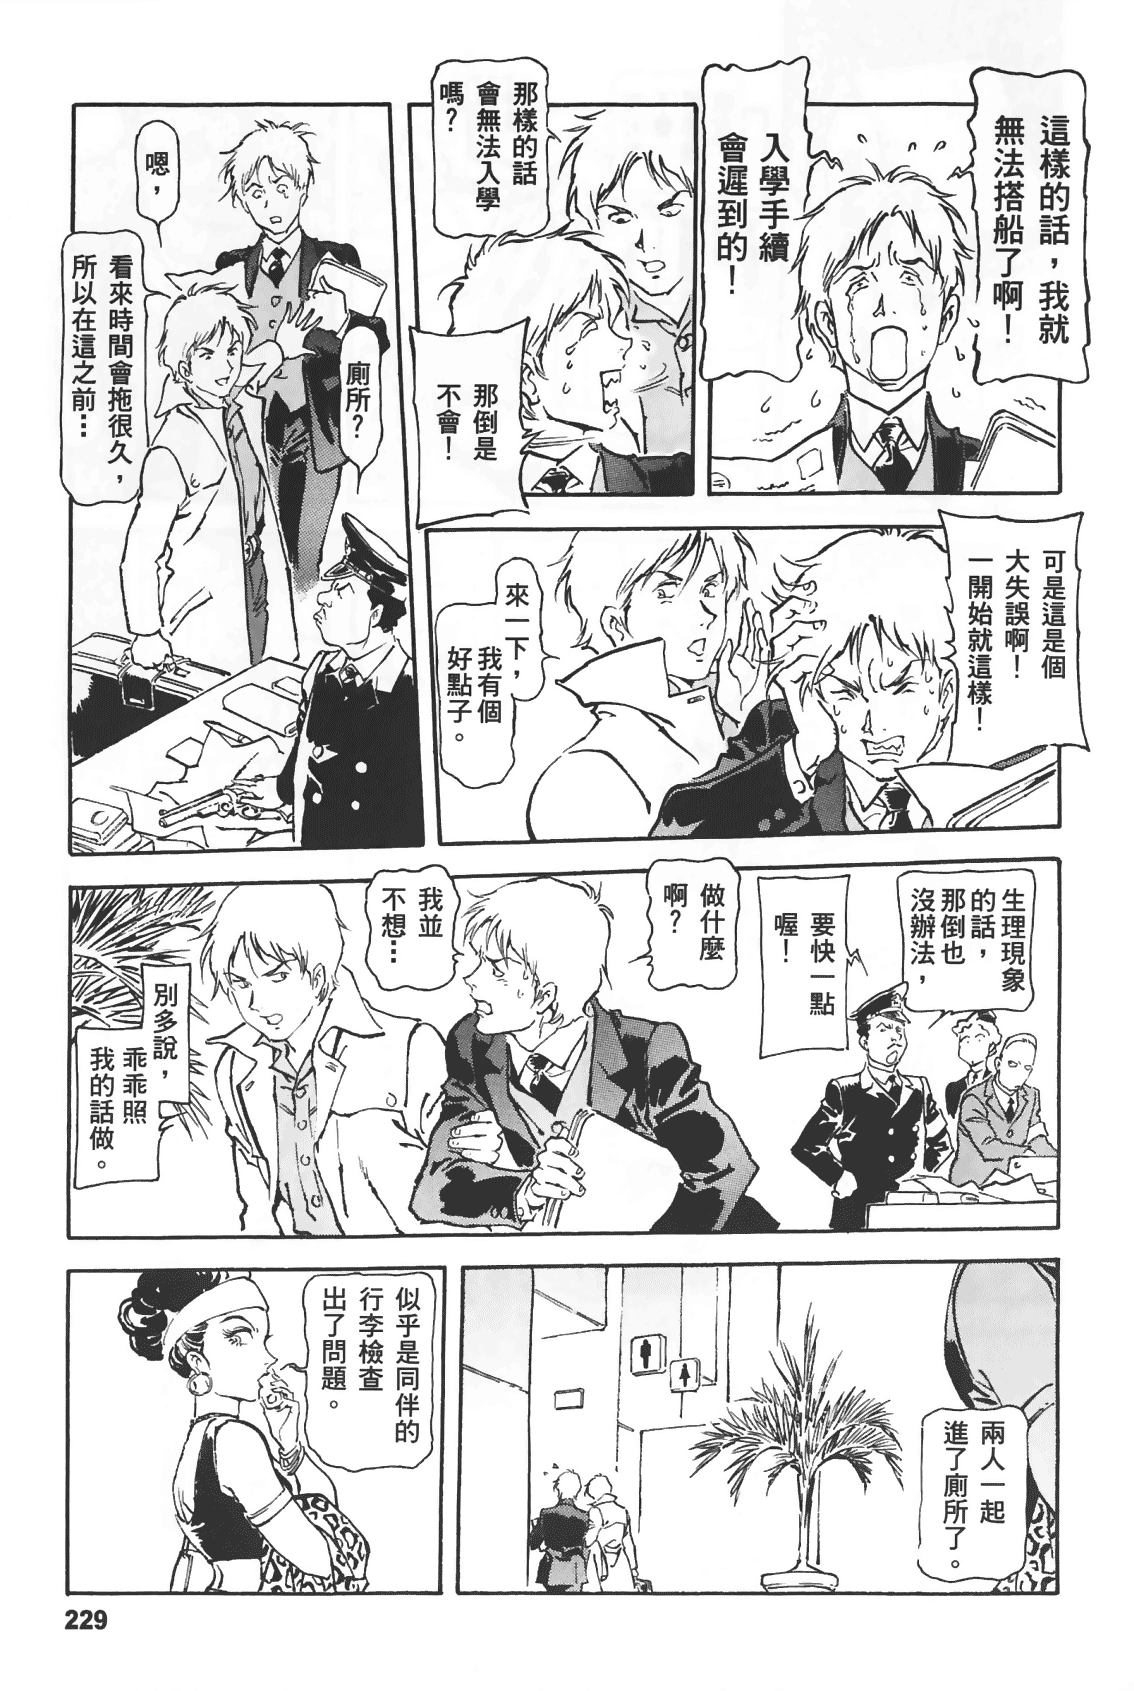 這樣的話，我就
無法搭船了啊！
入學手續
會遲到的！
那樣的話
會無法入學
嗎？
那倒是
不會！
可是這是個
大失誤啊！
一開始就這樣！
來一下，
我有個
好點子。
嗯，
看來時間會拖很久，
所以在這之前…
廁所？
生理現象
的話，
那倒也
沒辦法，
要快一點
喔！
做什麼
啊？
我並
不想…
別多說，
乖乖照
我的話做。
兩人一起
進了廁所了。
似乎是同伴的
行李檢查
出了問題。
229